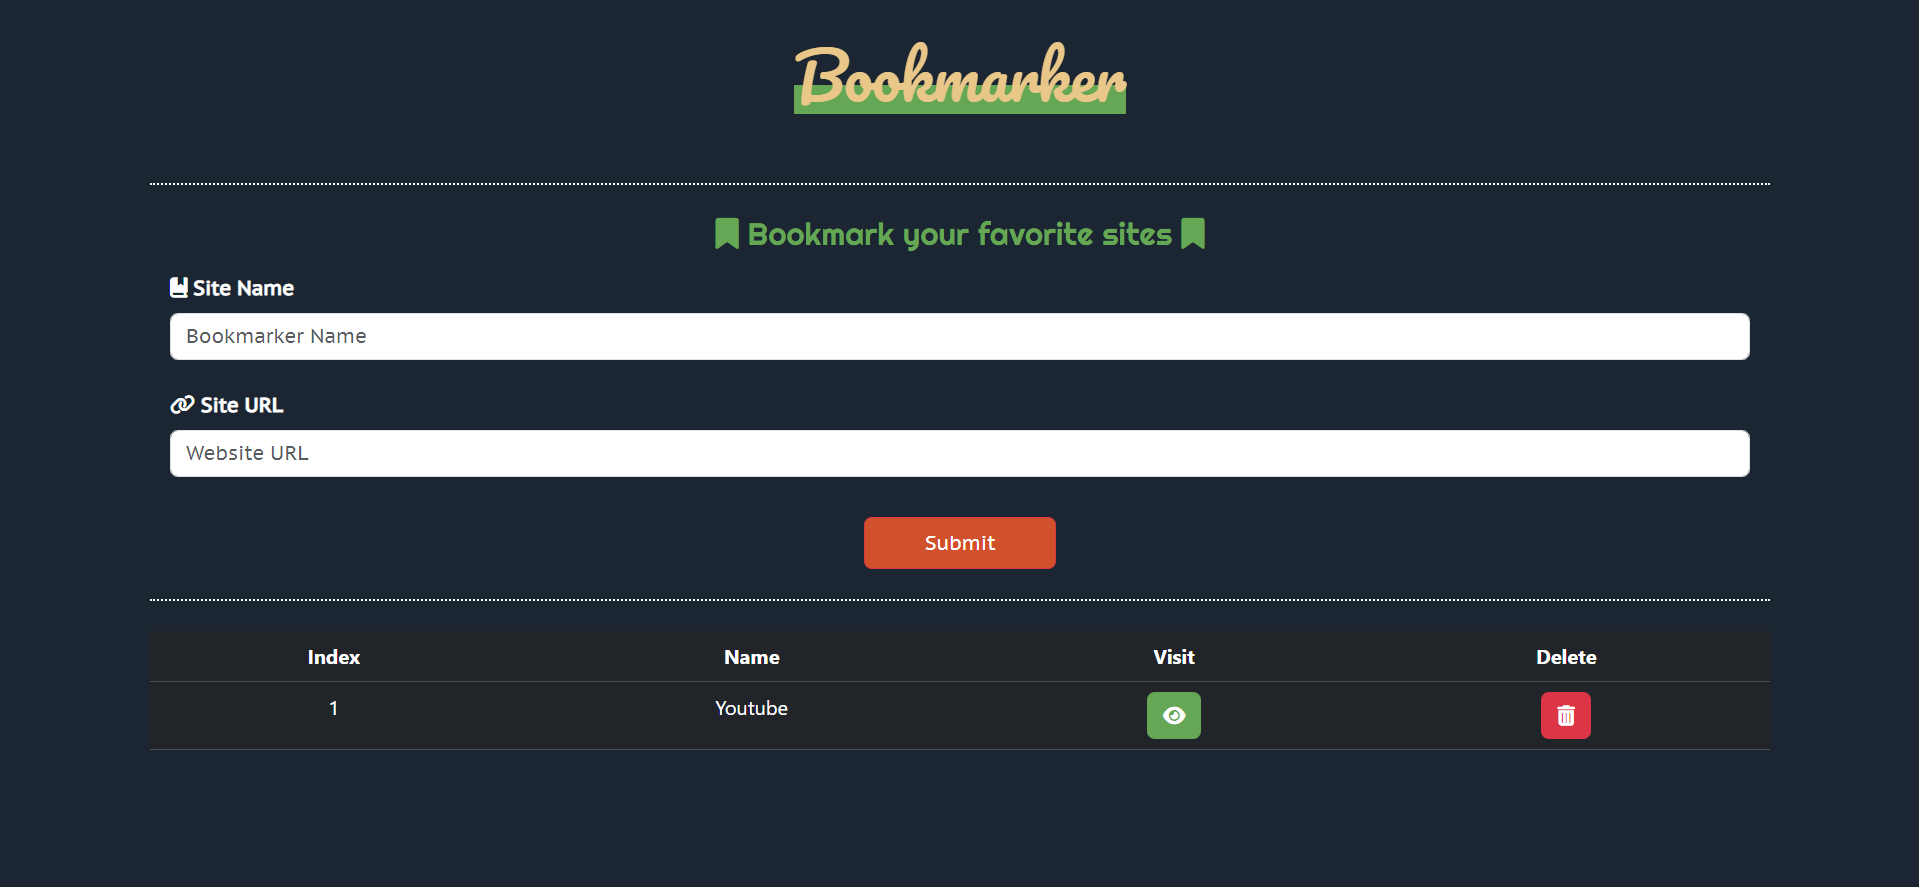 Bookmarker
Bookmark your favorite sites
Site Name
Bookmarker Name
Site URL
Website URL
Submit
Index Name Visit Delete
1 Youtube